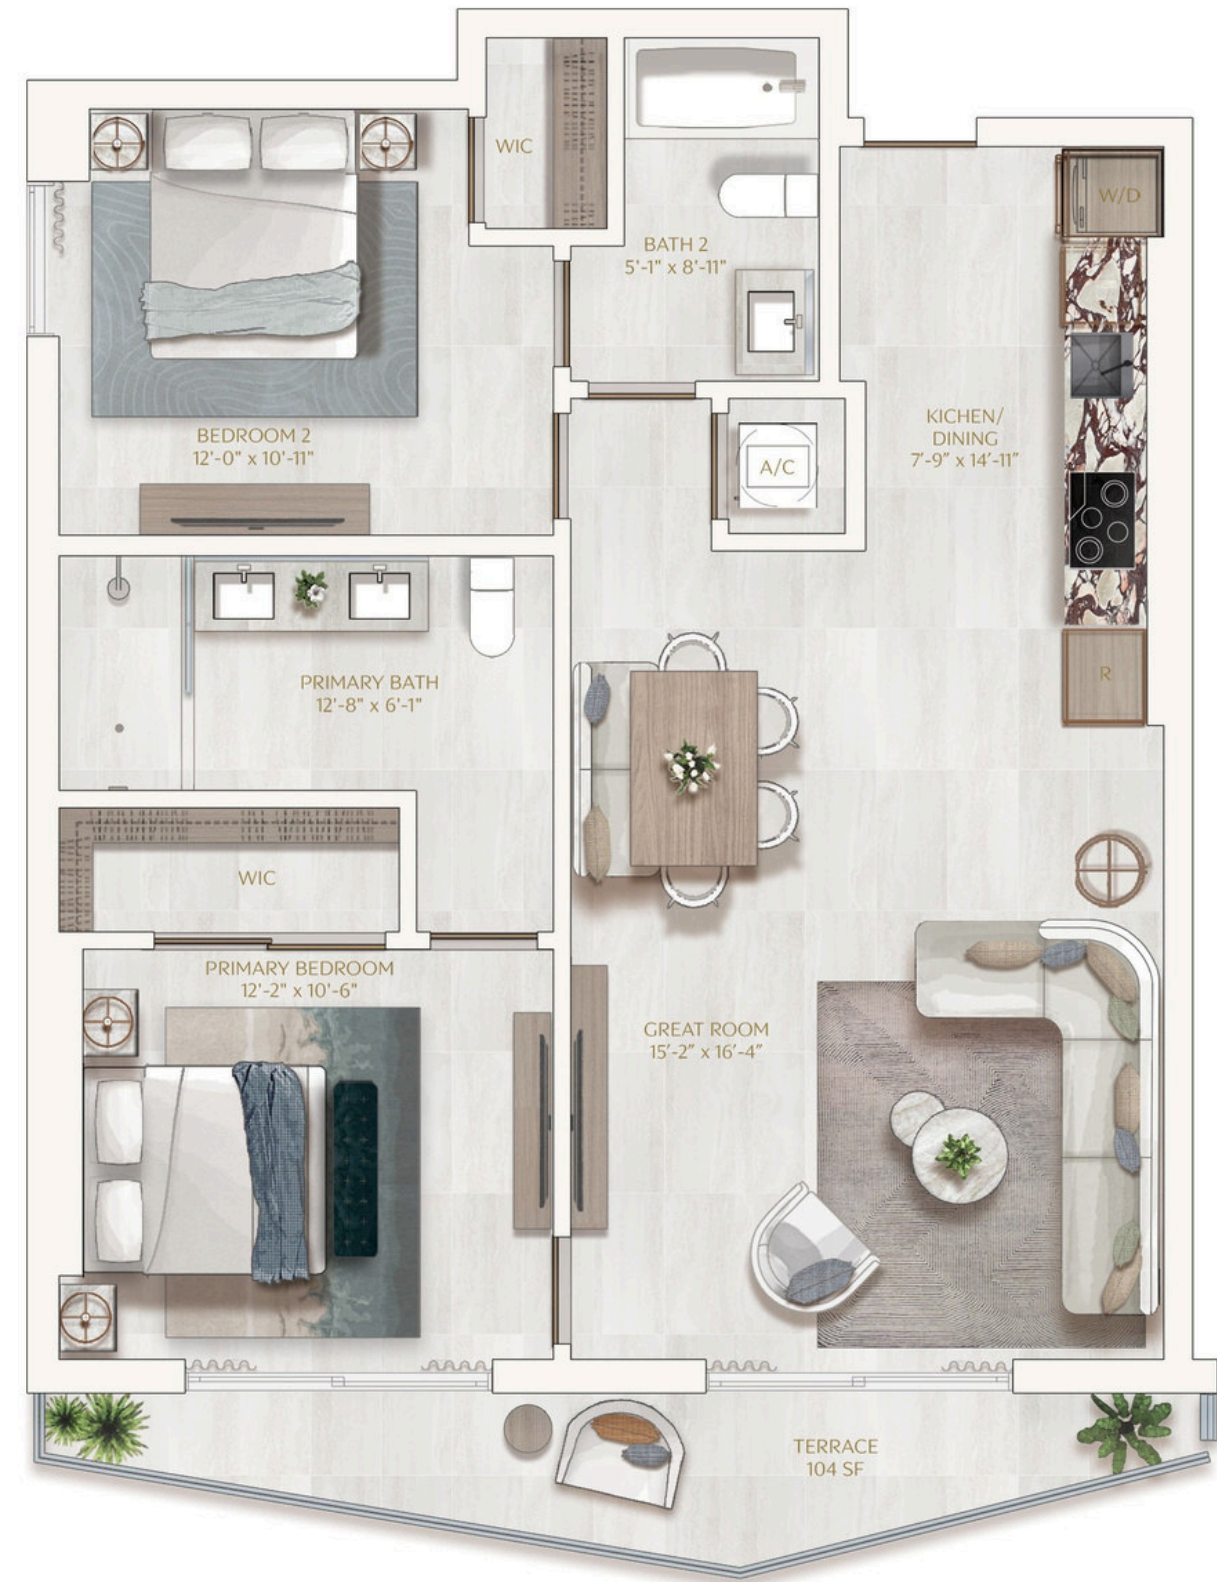 WIC
W/D
BATH 2
5'-1" x 8'-11"
BEDROOM 2
12'-0" x 10'-11"
A/C
KICHEN/
DINING
7'-9" x 14'-11"
PRIMARY BATH
12'-8" x 6'-1"
R
WIC
PRIMARY BEDROOM
12'-2" x 10'-6"
GREAT ROOM
15'-2" x 16'-4"
TERRACE
104 SF